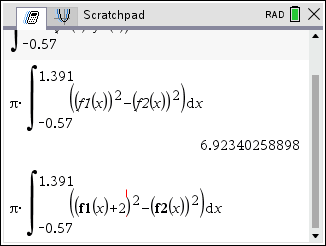 Scratchpad RAD
-0.57
π·∫ 1.391 -0.57 ((f1(x))²-(f2(x))²)dx
6.92340258898
π·∫ 1.391 -0.57 ((f1(x)+2)²-(f2(x))²)dx